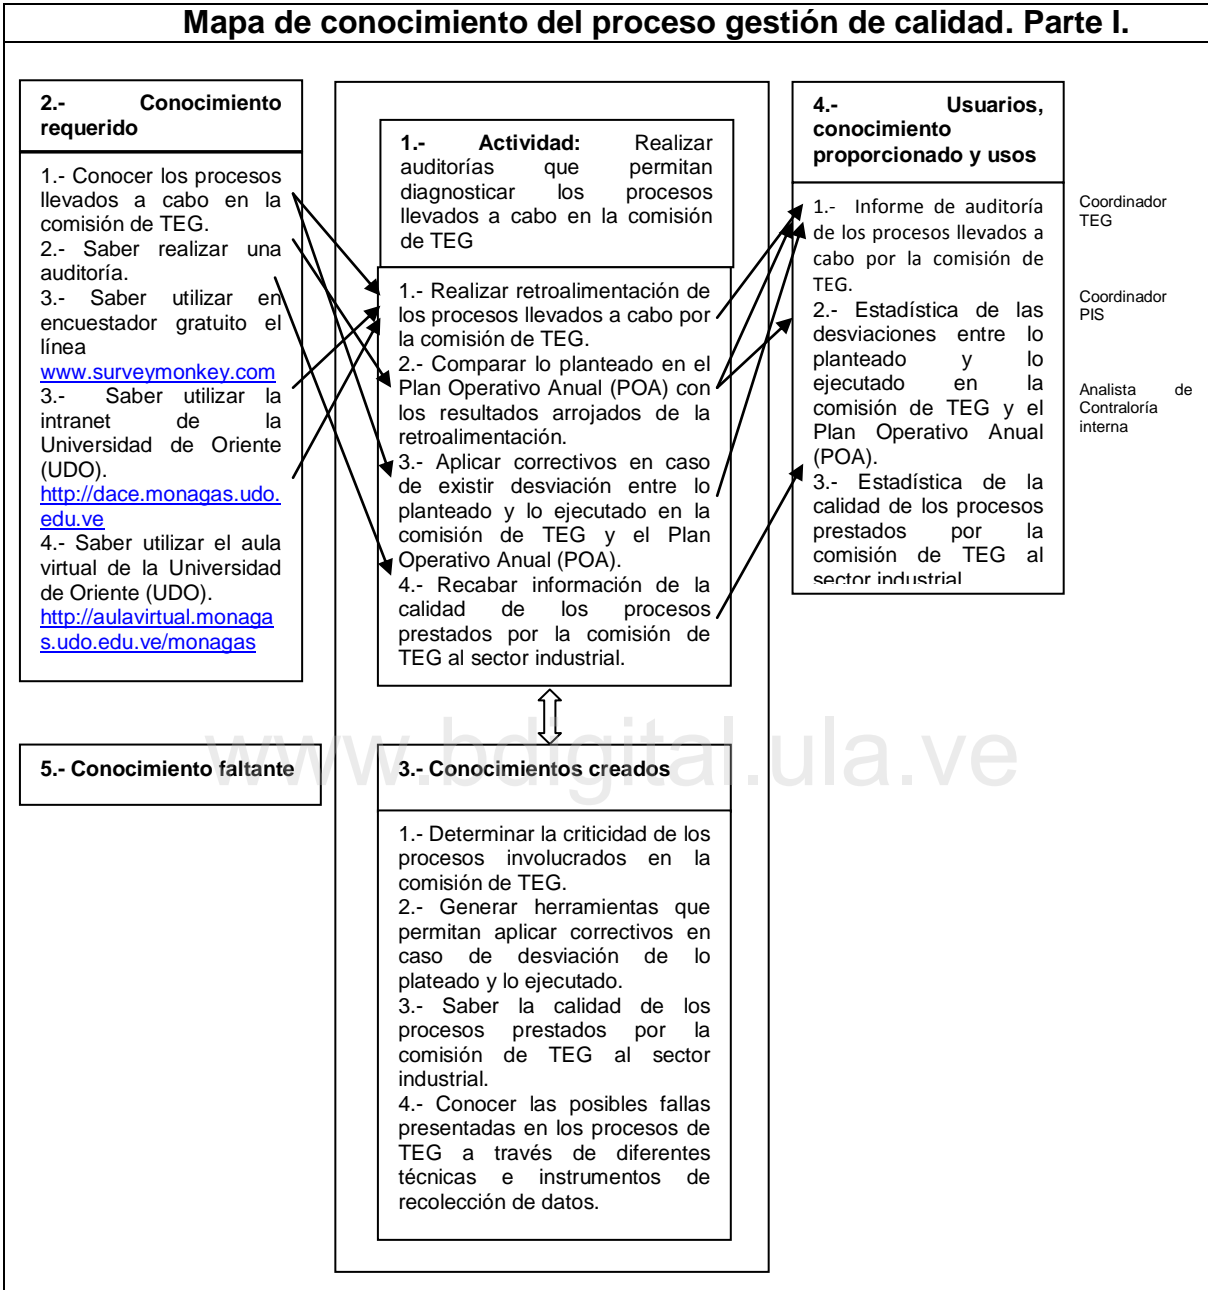 Mapa de conocimiento del proceso gestión de calidad. Parte I.
2.- Conocimiento
requerido
1.- Conocer los procesos
llevados a cabo en la
comisión de TEG.
2.- Saber realizar una
auditoría.
3.- Saber utilizar en
encuestador gratuito el
línea
www.surveymonkey.com
3.- Saber utilizar la
intranet de la
Universidad de Oriente
(UDO).
http://dace.monagas.udo.
edu.ve
4.- Saber utilizar el aula
virtual de la Universidad
de Oriente (UDO).
http://aulavirtual.monaga
s.udo.edu.ve/monagas
1.- Actividad: Realizar
auditorías que permitan
diagnosticar los procesos
llevados a cabo en la comisión
de TEG
1.- Realizar retroalimentación de
los procesos llevados a cabo por
la comisión de TEG.
2.- Comparar lo planteado en el
Plan Operativo Anual (POA) con
los resultados arrojados de la
retroalimentación.
3.- Aplicar correctivos en caso
de existir desviación entre lo
planteado y lo ejecutado en la
comisión de TEG y el Plan
Operativo Anual (POA).
4.- Recabar información de la
calidad de los procesos
prestados por la comisión de
TEG al sector industrial.
4.- Usuarios,
conocimiento
proporcionado y usos
1.- Informe de auditoría
de los procesos llevados a
cabo por la comisión de
TEG.
2.- Estadística de las
desviaciones entre lo
planteado y lo
ejecutado en la
comisión de TEG y el
Plan Operativo Anual
(POA).
3.- Estadística de la
calidad de los procesos
prestados por la
comisión de TEG al
sector industrial
Coordinador
TEG
Coordinador
PIS
Analista de
Contraloría
interna
5.- Conocimiento faltante
3.- Conocimientos creados
1.- Determinar la criticidad de los
procesos involucrados en la
comisión de TEG.
2.- Generar herramientas que
permitan aplicar correctivos en
caso de desviación de lo
plateado y lo ejecutado.
3.- Saber la calidad de los
procesos prestados por la
comisión de TEG al sector
industrial.
4.- Conocer las posibles fallas
presentadas en los procesos de
TEG a través de diferentes
técnicas e instrumentos de
recolección de datos.
www.bdigital.ula.ve